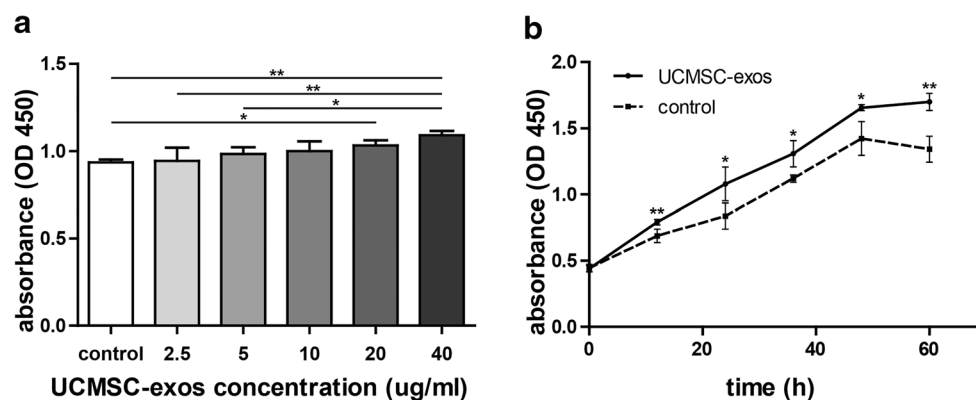 a
absorbance (OD 450)
1.5
1.0
0.5
0.0
**
**
*
*
control 2.5 5 10 20 40
UCMSC-exos concentration (ug/ml)
b
absorbance (OD 450)
2.0
1.5
1.0
0.5
0.0
UCMSC-exos
control
** * * * **
0 20 40 60
time (h)